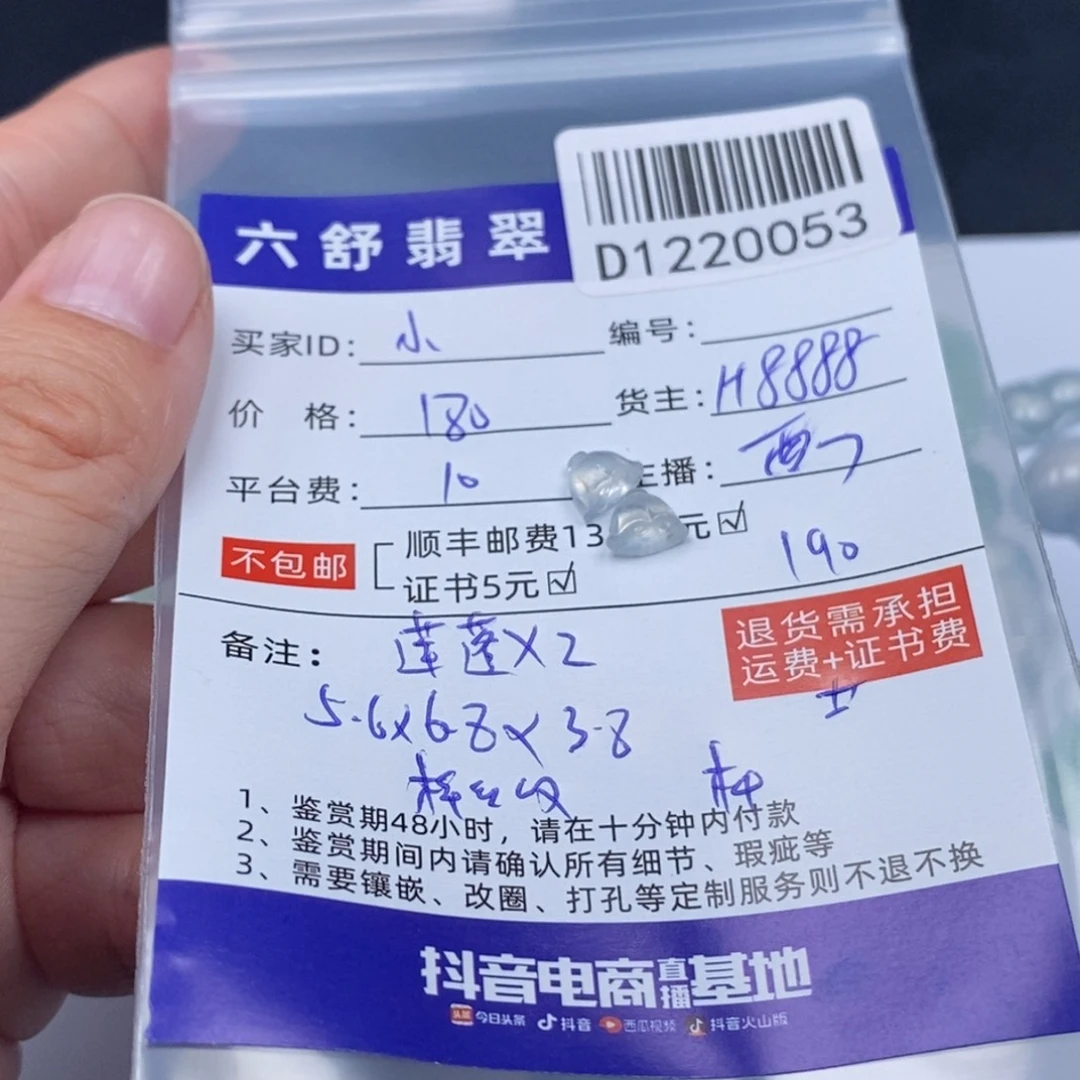 六舒翡翠
D1220053
买家ID: 小 编号:
价 格: 180 货主: H8888
平台费: 10 主播: 西
不包邮 顺丰邮费13 元☑
证书5元☑ 190
备注: 莲蓬X2
退货需承担
运费+证书费
5.6x6.8x3.8
1、鉴赏期48小时，请在十分钟内付款
2、鉴赏期间内请确认所有细节、瑕疵等
3、需要镶嵌、改圈、打孔等定制服务则不退不换
抖音电商直播基地
头条 今日头条 抖音 西瓜视频 抖音火山版